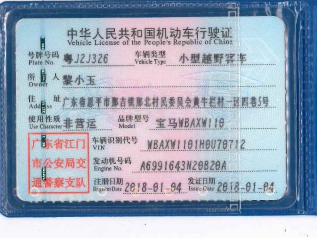 中华人民共和国机动车行驶证
Vehicle License of the People's Republic of China
号牌号码 粤J2J326 车辆类型 小型越野客车
Plate No. Vehicle Type
所有人 黎小玉
Owner
住址 广东省恩平市那吉镇那北村民委员会黄牛栏村一区四巷5号
Address
使用性质 非营运 品牌型号 宝马WBAXW110
Use Character Model
广东省江门
市公安局交
通警察支队
车辆识别代号 WBAXW1101H0U70712
VIN
发动机号码 A6991643N20B20A
Engine No.
注册日期 2018-01-04 发证日期 2018-01-04
Register Date Issue Date